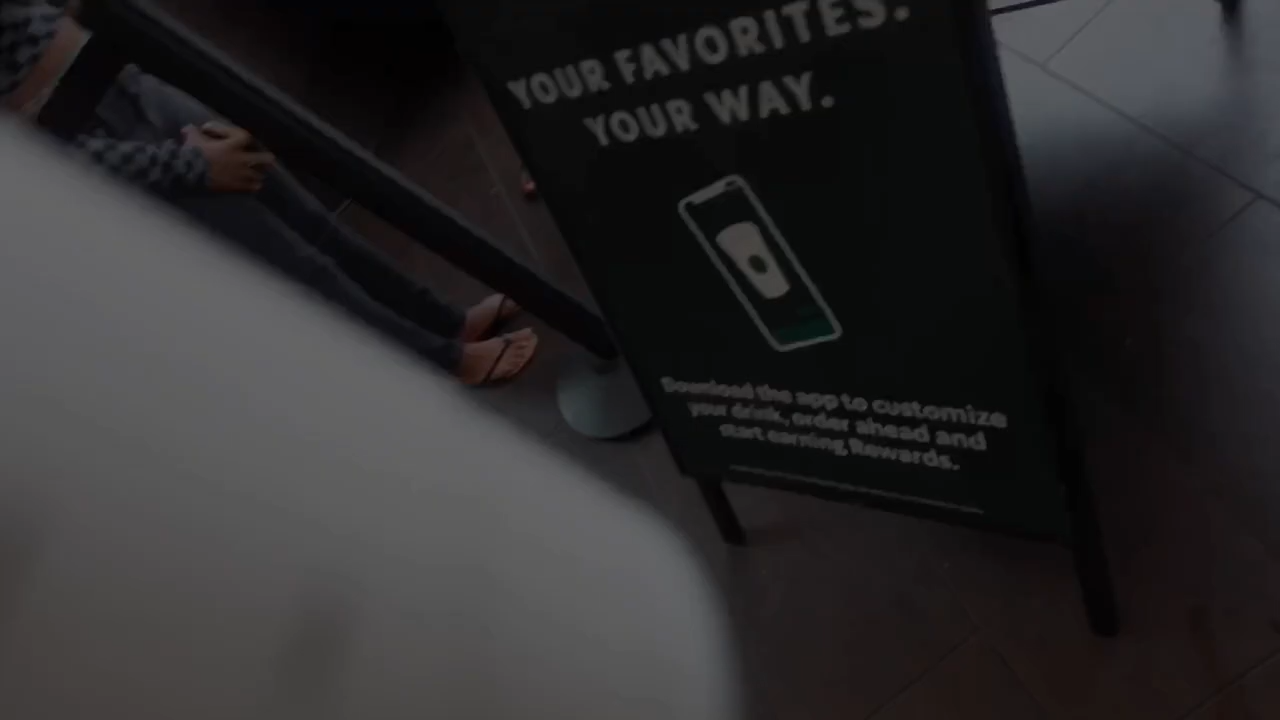 YOUR FAVORITES.
YOUR WAY.
Download the app to customize
your drink, order ahead and
start earning Rewards.